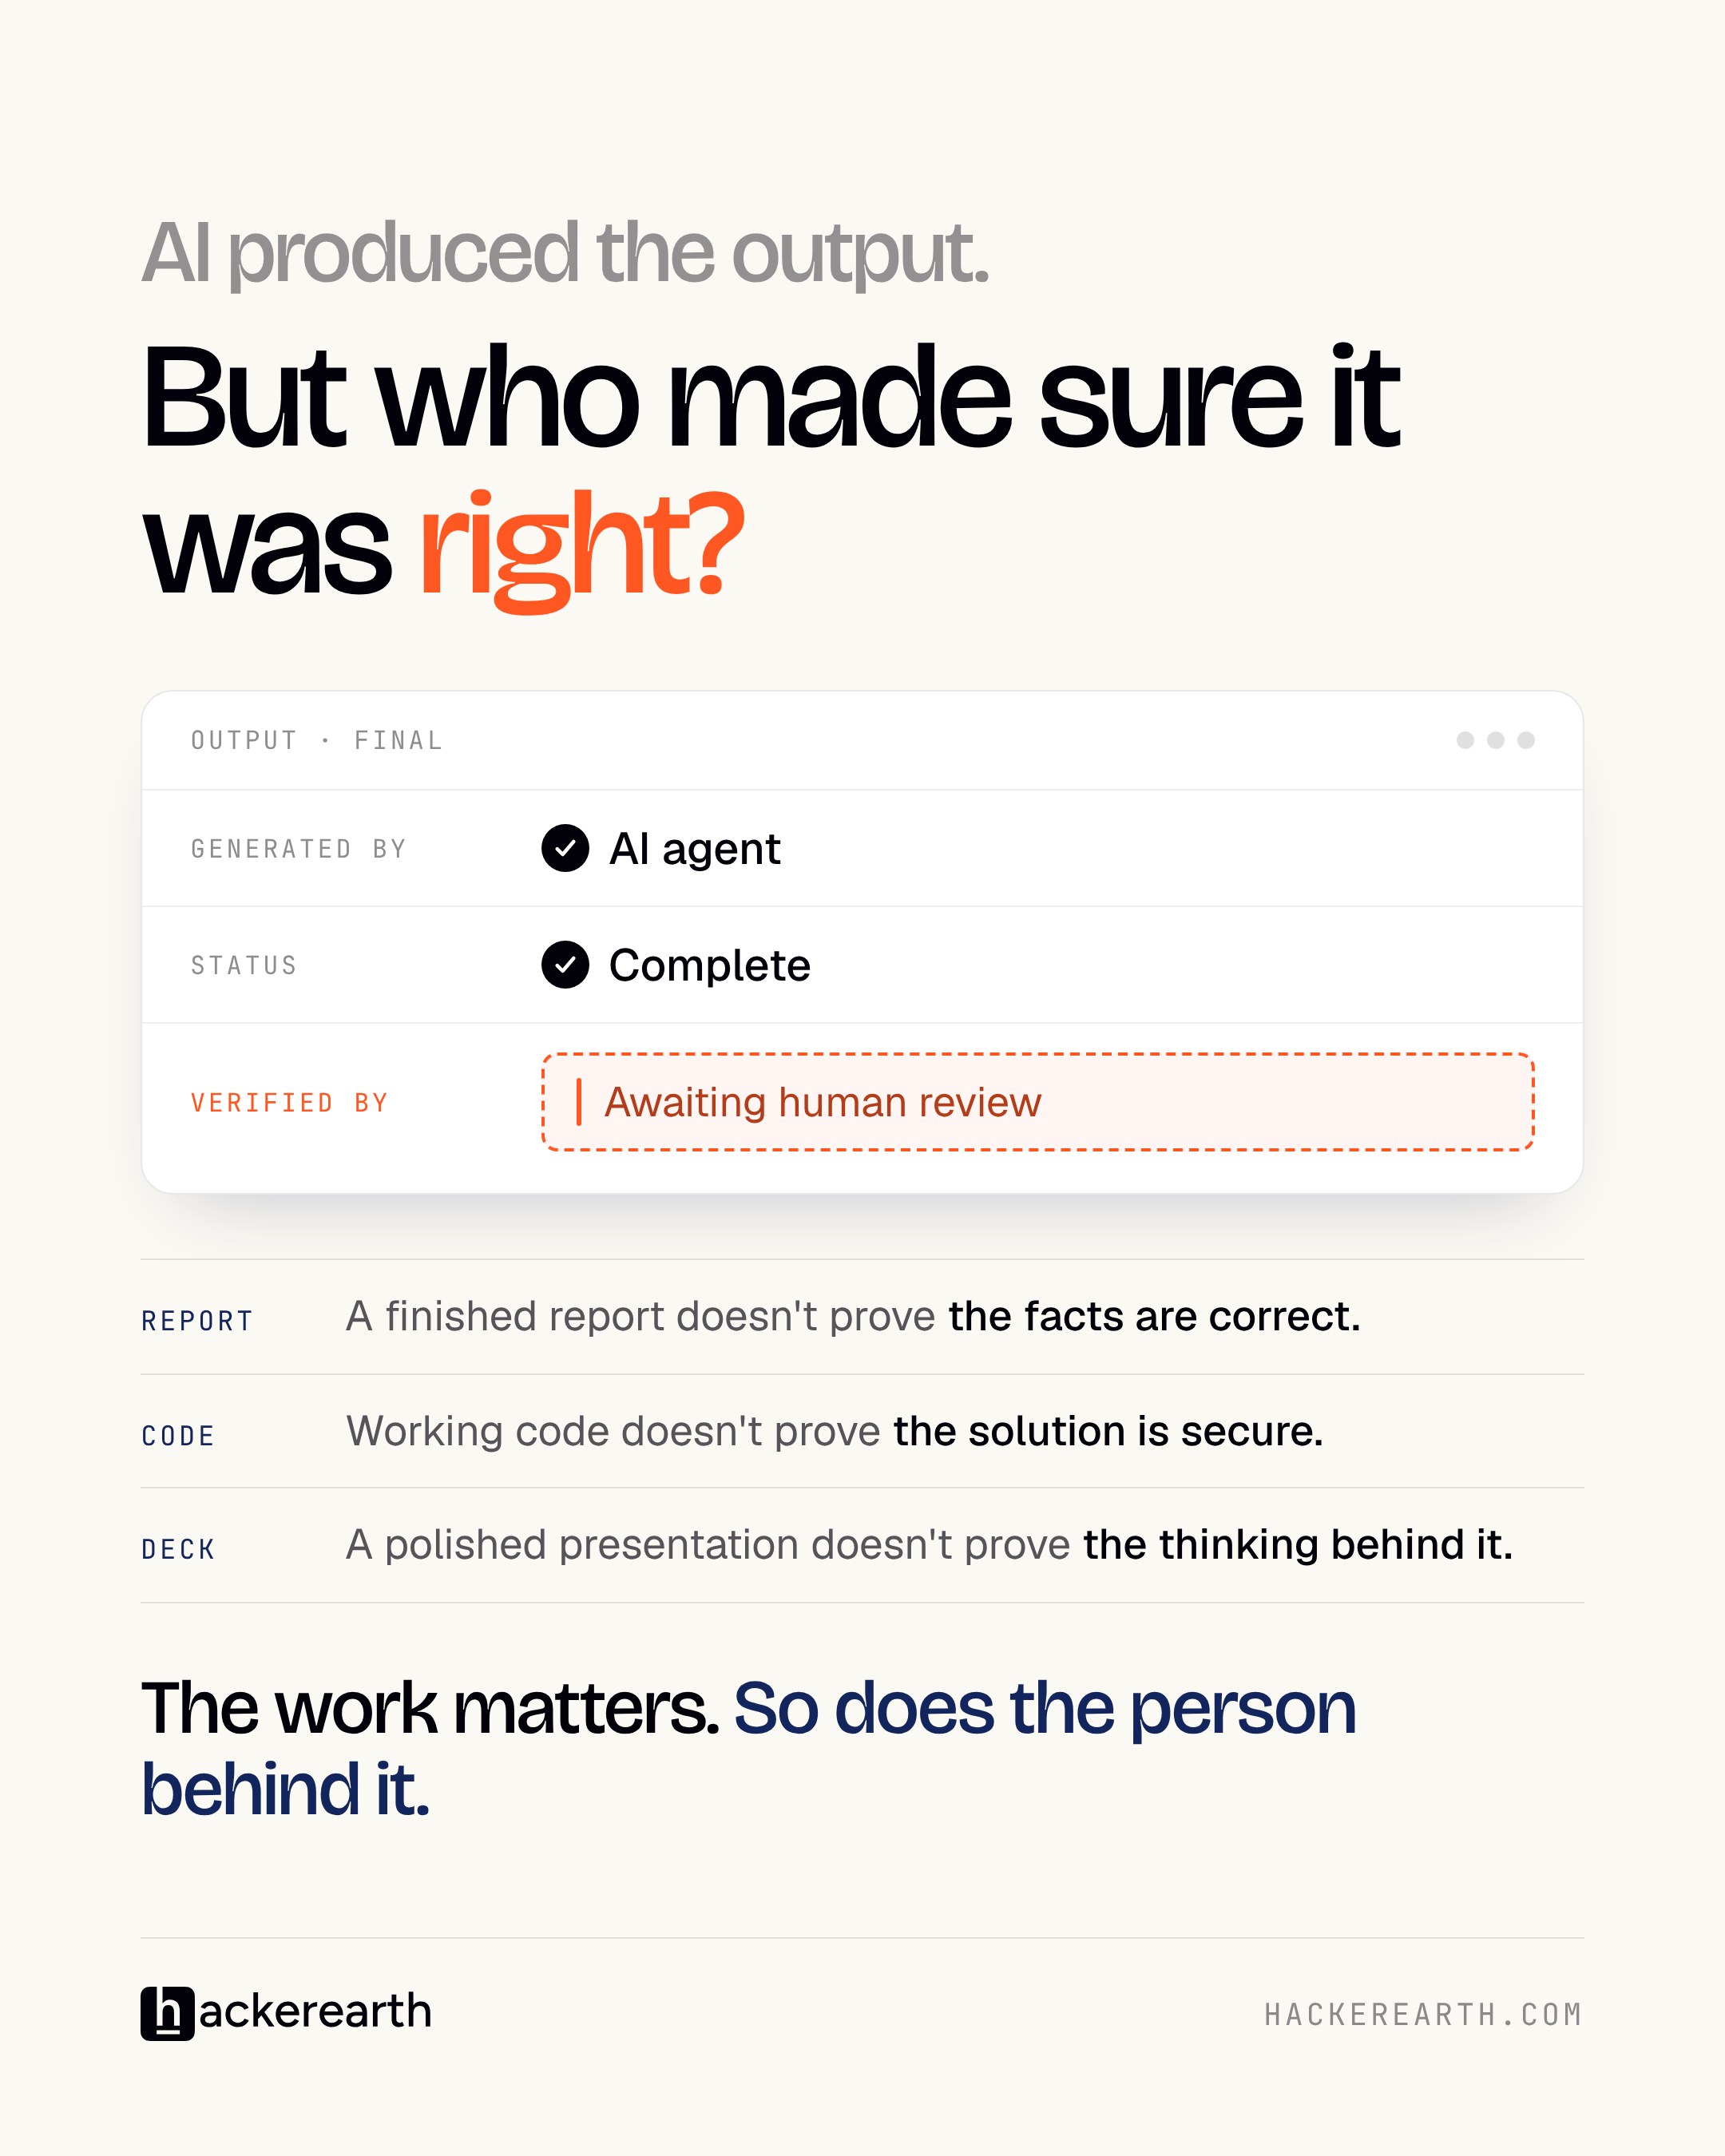 AI produced the output.
But who made sure it
was right?
OUTPUT · FINAL
GENERATED BY AI agent
STATUS Complete
VERIFIED BY Awaiting human review
REPORT A finished report doesn't prove the facts are correct.
CODE Working code doesn't prove the solution is secure.
DECK A polished presentation doesn't prove the thinking behind it.
The work matters. So does the person
behind it.
hackerearth HACKEREARTH.COM